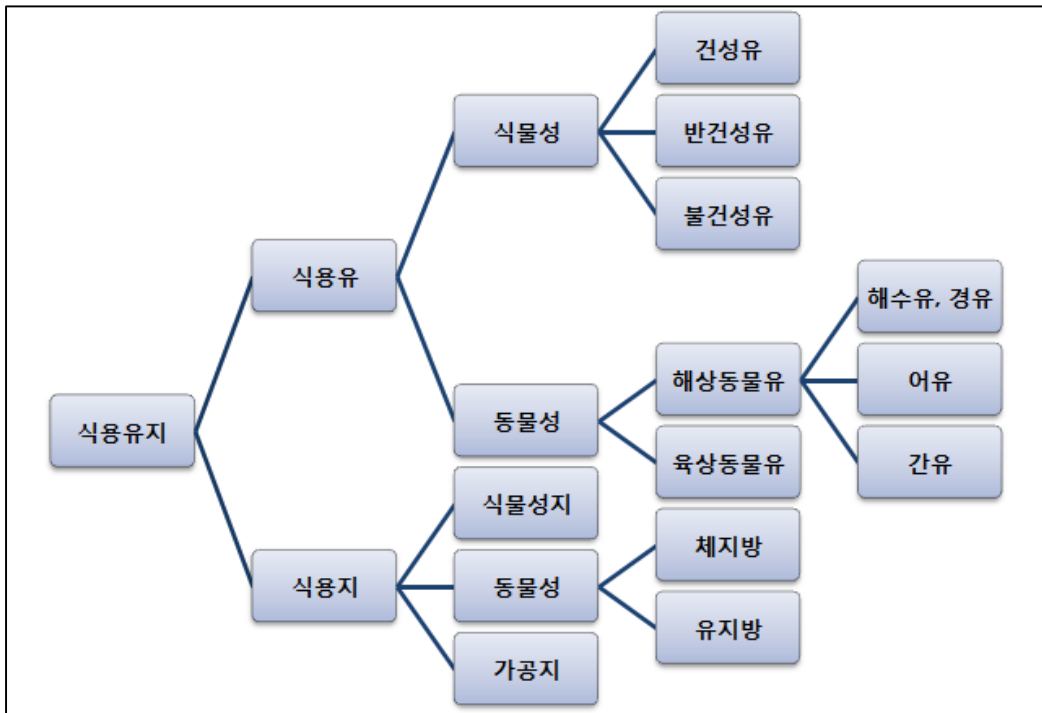 식용유지
식용유
식물성
건성유
반건성유
불건성유
동물성
해상동물유
해수유, 경유
어유
간유
육상동물유
식용지
식물성지
동물성
체지방
유지방
가공지